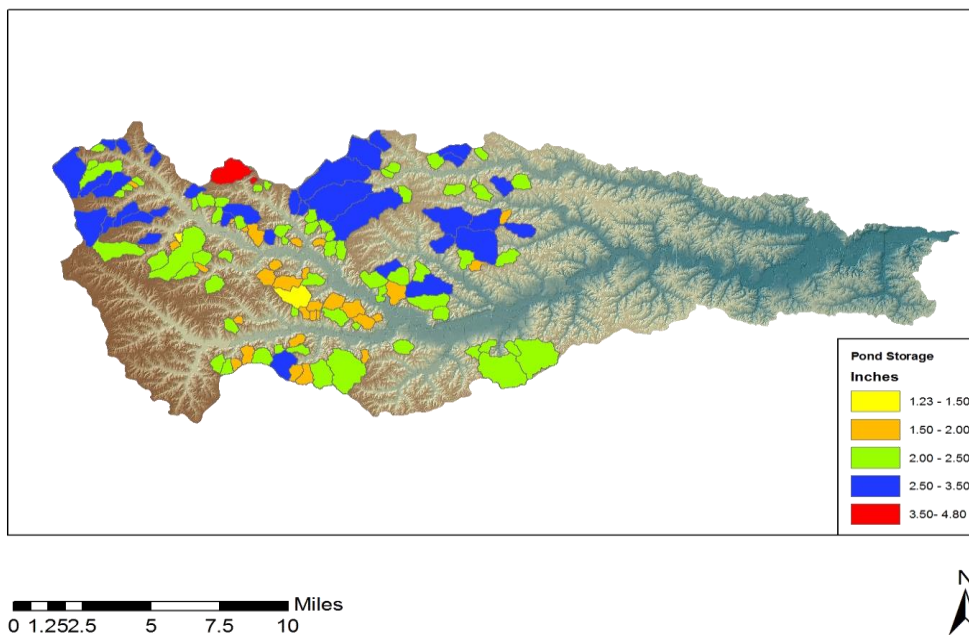 Pond Storage
Inches
1.23 - 1.50
1.50 - 2.00
2.00 - 2.50
2.50 - 3.50
3.50- 4.80
Miles
0 1.252.5 5 7.5 10
N